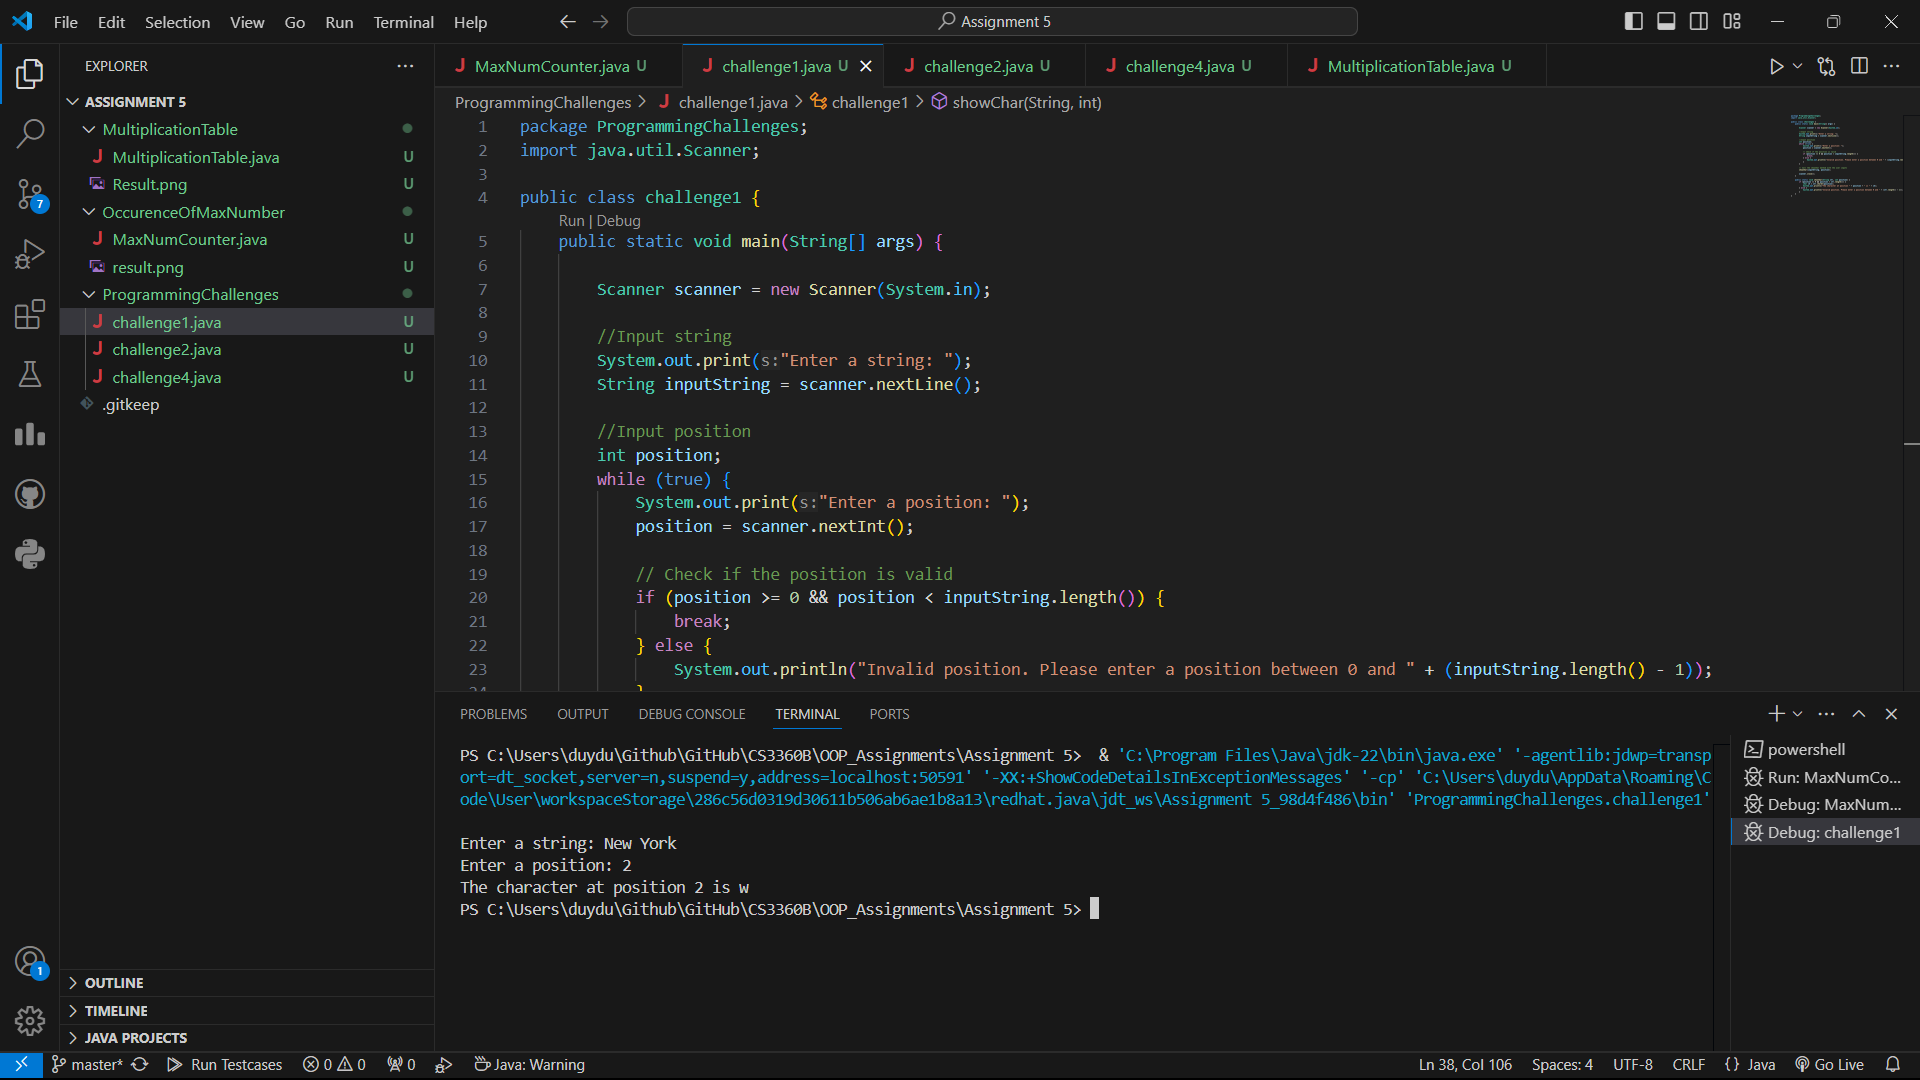 File Edit Selection View Go Run Terminal Help
Assignment 5
EXPLORER
ASSIGNMENT 5
MultiplicationTable
MultiplicationTable.java U
Result.png U
OccurenceOfMaxNumber
MaxNumCounter.java U
result.png U
ProgrammingChallenges
challenge1.java U
challenge2.java U
challenge4.java U
.gitkeep
7
1
OUTLINE
TIMELINE
JAVA PROJECTS
MaxNumCounter.java U challenge1.java U challenge2.java U challenge4.java U MultiplicationTable.java U
ProgrammingChallenges > challenge1.java > challenge1 > showChar(String, int)
1 package ProgrammingChallenges;
2 import java.util.Scanner;
3
4 public class challenge1 {
Run | Debug
5 public static void main(String[] args) {
6
7 Scanner scanner = new Scanner(System.in);
8
9 //Input string
10 System.out.print(s:"Enter a string: ");
11 String inputString = scanner.nextLine();
12
13 //Input position
14 int position;
15 while (true) {
16 System.out.print(s:"Enter a position: ");
17 position = scanner.nextInt();
18
19 // Check if the position is valid
20 if (position >= 0 && position < inputString.length()) {
21 break;
22 } else {
23 System.out.println("Invalid position. Please enter a position between 0 and " + (inputString.length() - 1));
24 }
PROBLEMS OUTPUT DEBUG CONSOLE TERMINAL PORTS
PS C:\Users\duydu\Github\GitHub\CS3360B\OOP_Assignments\Assignment 5> & 'C:\Program Files\Java\jdk-22\bin\java.exe' '-agentlib:jdwp=transp
ort=dt_socket,server=n,suspend=y,address=localhost:50591' '-XX:+ShowCodeDetailsInExceptionMessages' '-cp' 'C:\Users\duydu\AppData\Roaming\C
ode\User\workspaceStorage\286c56d0319d30611b506ab6ae1b8a13\redhat.java\jdt_ws\Assignment 5_98d4f486\bin' 'ProgrammingChallenges.challenge1'
Enter a string: New York
Enter a position: 2
The character at position 2 is w
PS C:\Users\duydu\Github\GitHub\CS3360B\OOP_Assignments\Assignment 5>
powershell
Run: MaxNumCo...
Debug: MaxNum...
Debug: challenge1
master* Run Testcases 0 0 0 Java: Warning Ln 38, Col 106 Spaces: 4 UTF-8 CRLF {} Java Go Live